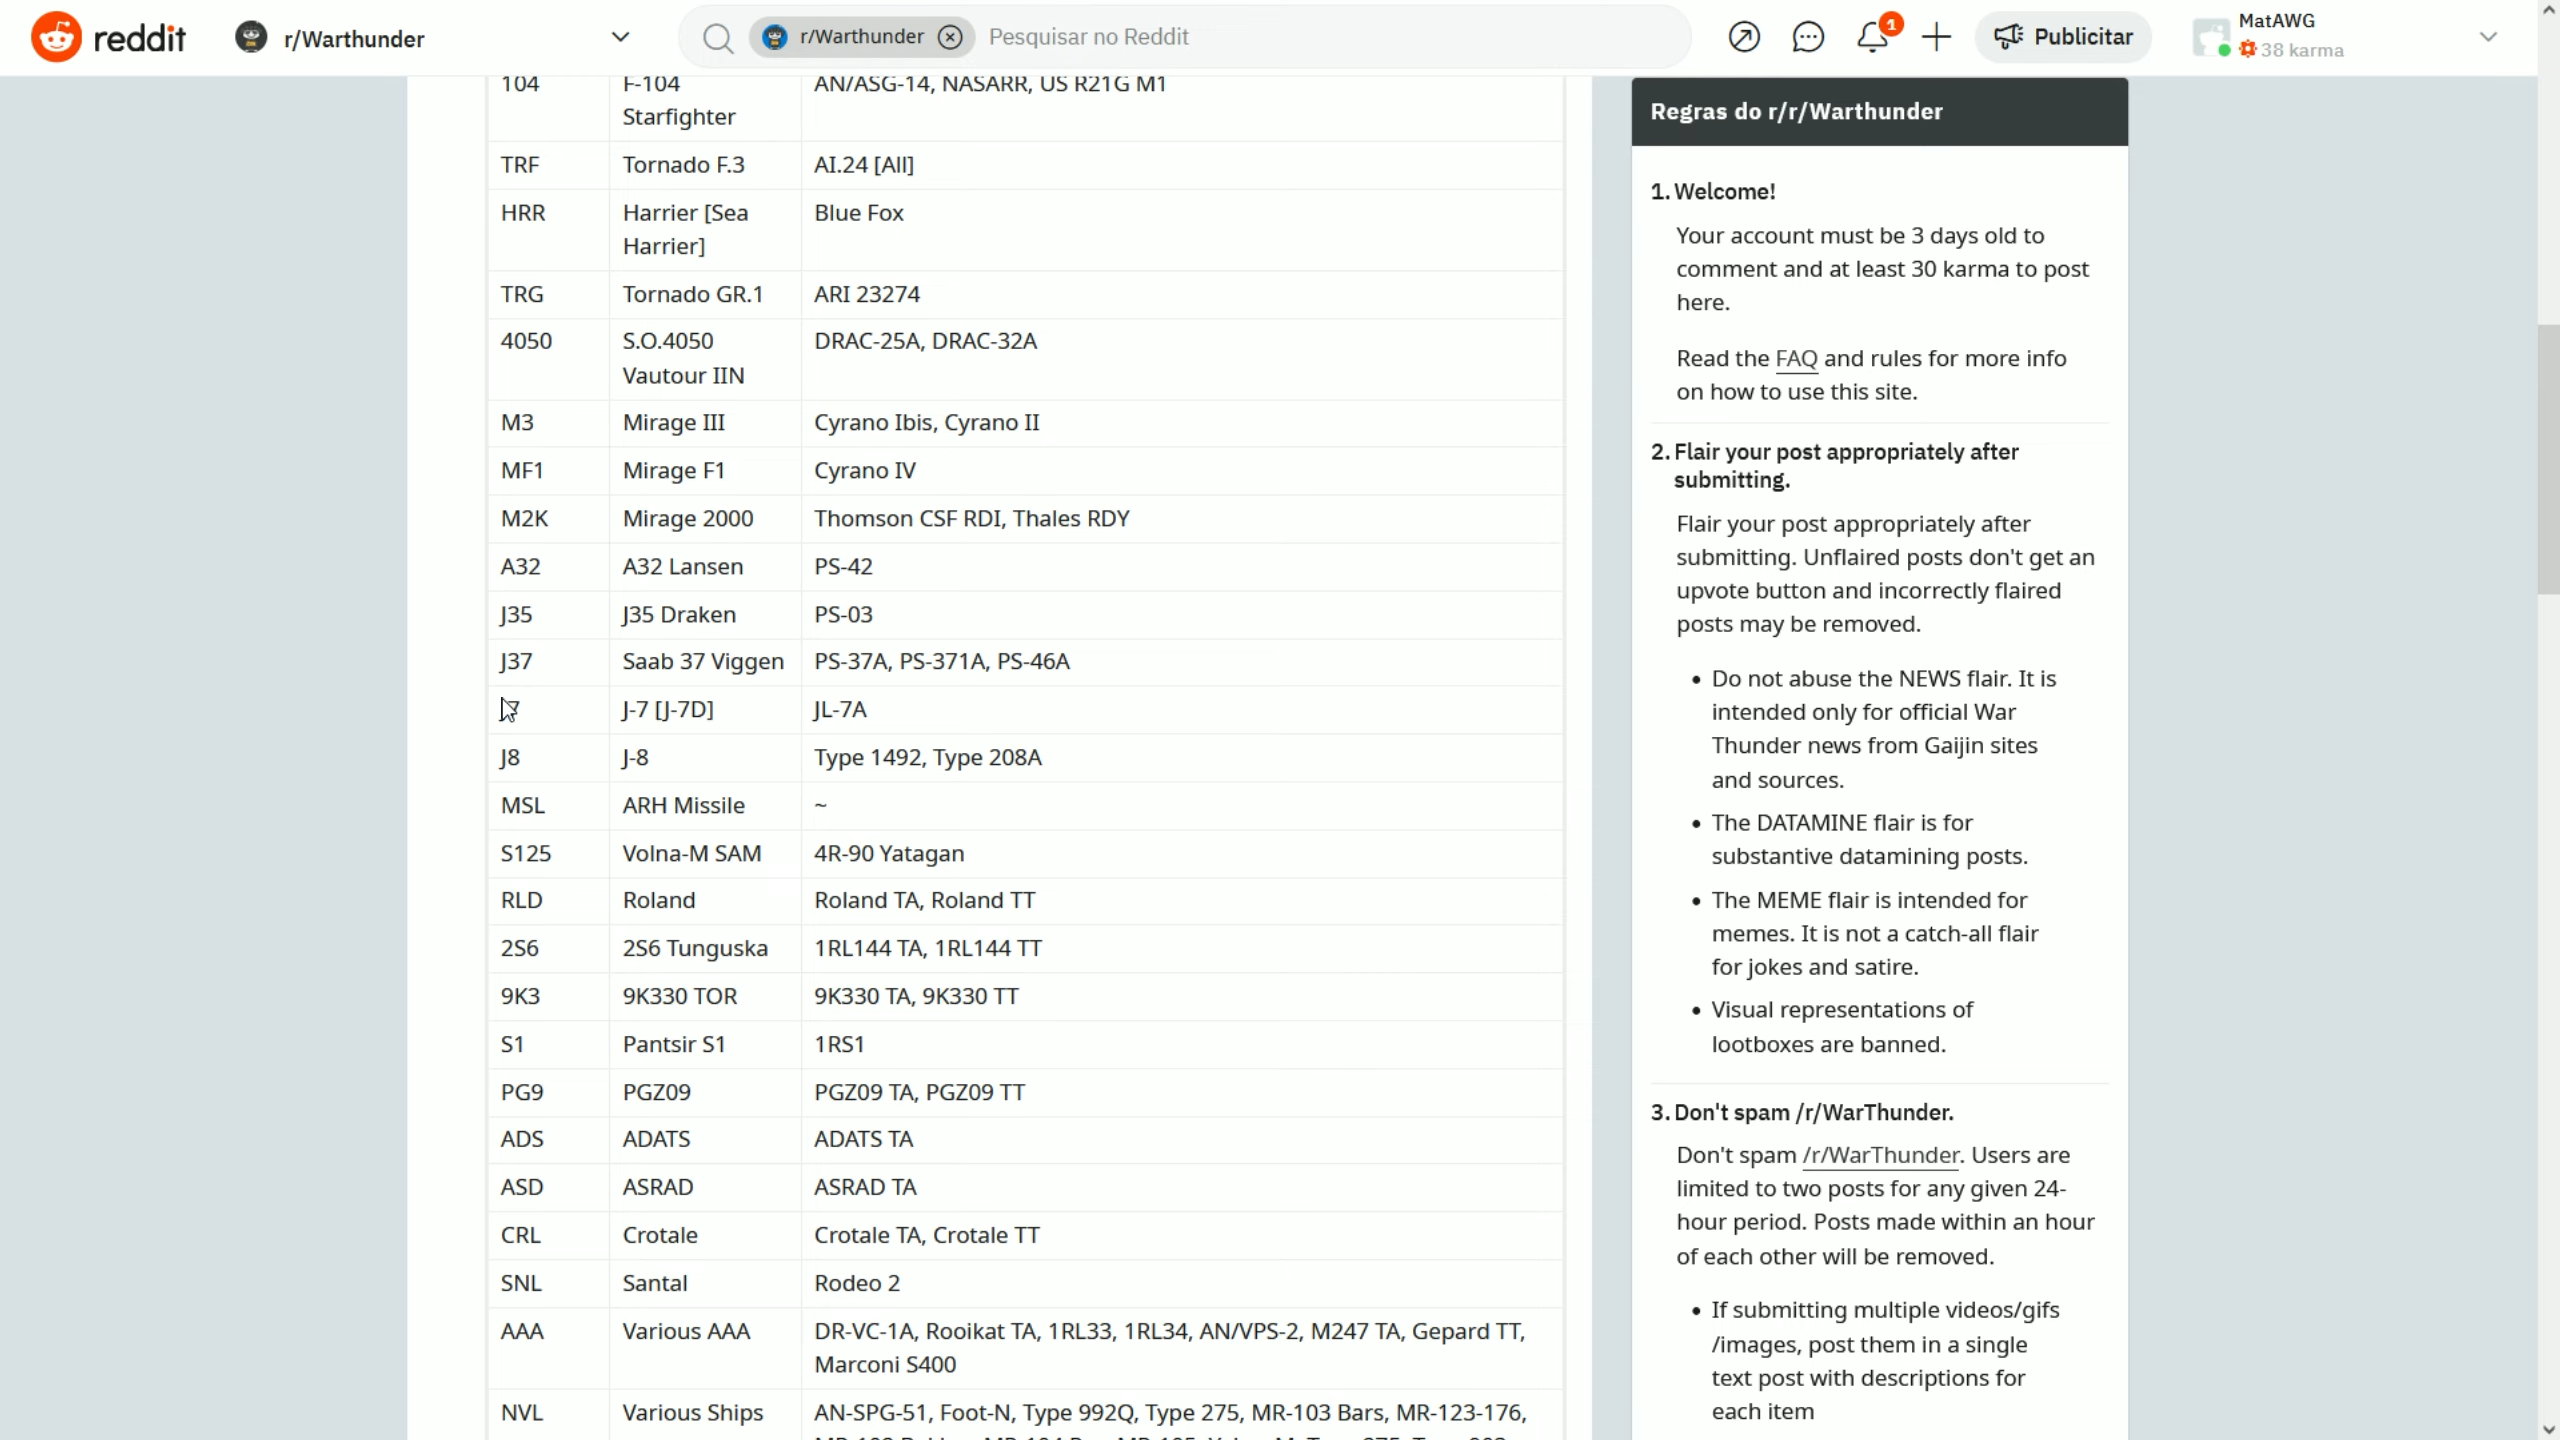 reddit
r/Warthunder
r/Warthunder
Pesquisar no Reddit
1
Publicitar
MatAWG
38 karma
104 F-104 AN/ASG-14, NASARR, US R21G M1
Starfighter
TRF Tornado F.3 AI.24 [All]
HRR Harrier [Sea Blue Fox
Harrier]
TRG Tornado GR.1 ARI 23274
4050 S.O.4050 DRAC-25A, DRAC-32A
Vautour IIN
M3 Mirage III Cyrano Ibis, Cyrano II
MF1 Mirage F1 Cyrano IV
M2K Mirage 2000 Thomson CSF RDI, Thales RDY
A32 A32 Lansen PS-42
J35 J35 Draken PS-03
J37 Saab 37 Viggen PS-37A, PS-371A, PS-46A
J-7 [J-7D] JL-7A
J8 J-8 Type 1492, Type 208A
MSL ARH Missile ~
S125 Volna-M SAM 4R-90 Yatagan
RLD Roland Roland TA, Roland TT
2S6 2S6 Tunguska 1RL144 TA, 1RL144 TT
9K3 9K330 TOR 9K330 TA, 9K330 TT
S1 Pantsir S1 1RS1
PG9 PGZ09 PGZ09 TA, PGZ09 TT
ADS ADATS ADATS TA
ASD ASRAD ASRAD TA
CRL Crotale Crotale TA, Crotale TT
SNL Santal Rodeo 2
AAA Various AAA DR-VC-1A, Rooikat TA, 1RL33, 1RL34, AN/VPS-2, M247 TA, Gepard TT,
Marconi S400
NVL Various Ships AN-SPG-51, Foot-N, Type 992Q, Type 275, MR-103 Bars, MR-123-176,
Regras do r/r/Warthunder
1. Welcome!
Your account must be 3 days old to
comment and at least 30 karma to post
here.
Read the FAQ and rules for more info
on how to use this site.
2. Flair your post appropriately after
submitting.
Flair your post appropriately after
submitting. Unflaired posts don't get an
upvote button and incorrectly flaired
posts may be removed.
• Do not abuse the NEWS flair. It is
intended only for official War
Thunder news from Gaijin sites
and sources.
• The DATAMINE flair is for
substantive datamining posts.
• The MEME flair is intended for
memes. It is not a catch-all flair
for jokes and satire.
• Visual representations of
lootboxes are banned.
3. Don't spam /r/WarThunder.
Don't spam /r/WarThunder. Users are
limited to two posts for any given 24-
hour period. Posts made within an hour
of each other will be removed.
• If submitting multiple videos/gifs
/images, post them in a single
text post with descriptions for
each item